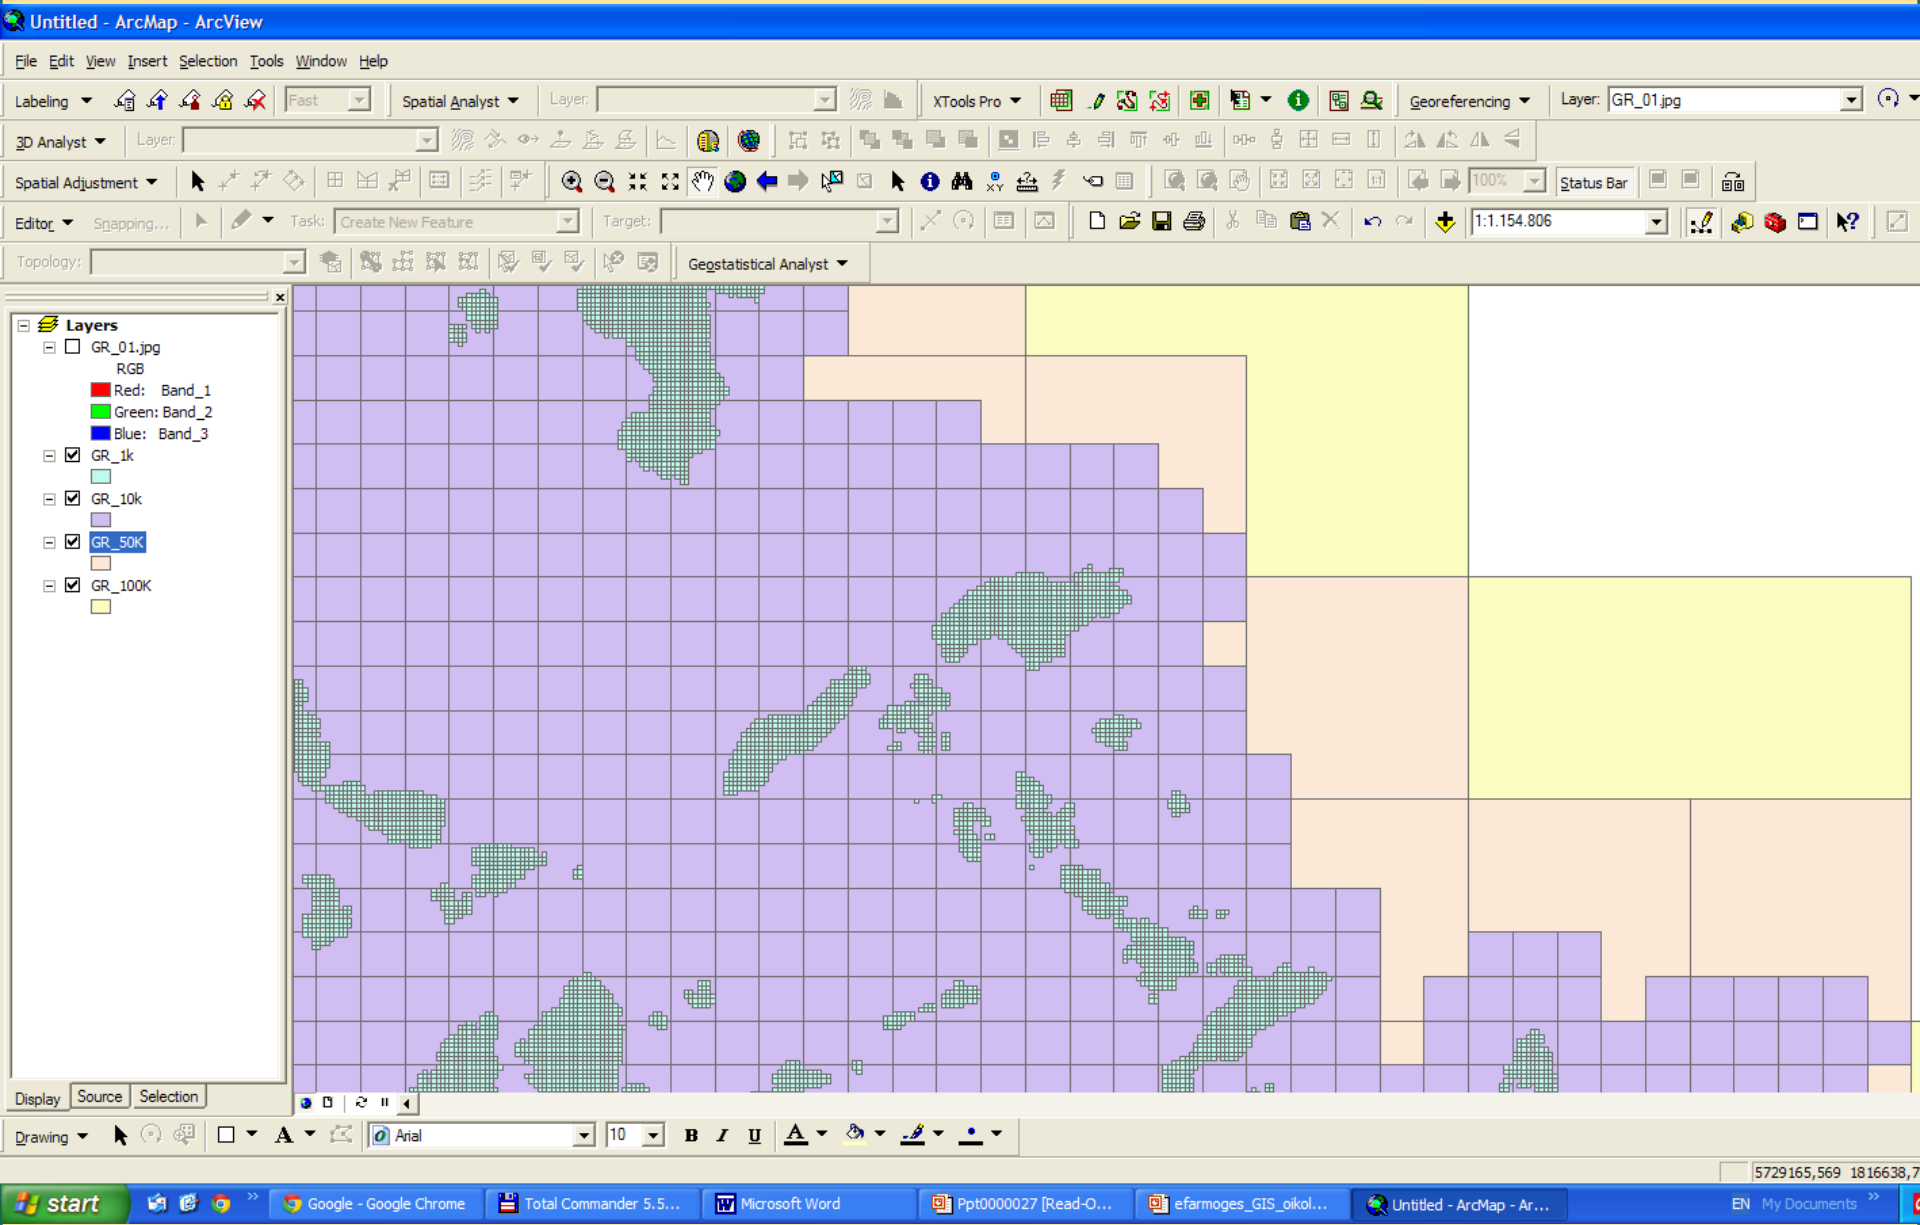 Untitled - ArcMap - ArcView
File Edit View Insert Selection Tools Window Help
Labeling Fast Spatial Analyst Layer: XTools Pro Georeferencing Layer: GR_01.jpg
3D Analyst Layer:
Spatial Adjustment 100% Status Bar
Editor Snapping... Task: Create New Feature Target: 1:1.154.806
Topology: Geostatistical Analyst
Layers
GR_01.jpg
RGB
Red: Band_1
Green: Band_2
Blue: Band_3
GR_1k
GR_10k
GR_50K
GR_100K
Display Source Selection
Drawing A Arial 10 B I U A
5729165,569 1816638,7
start Google - Google Chrome Total Commander 5.5... Microsoft Word Ppt0000027 [Read-O... efarmoges_GIS_oikol... Untitled - ArcMap - Ar... EN My Documents